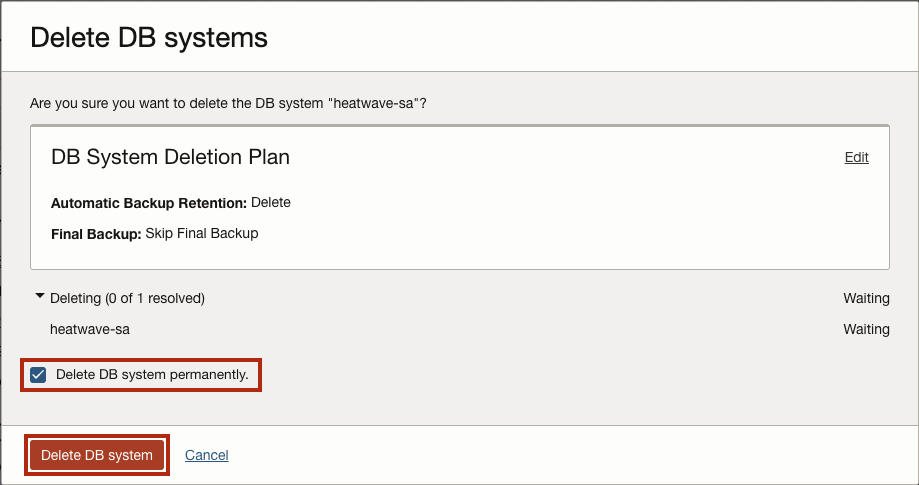 Delete DB systems
Are you sure you want to delete the DB system "heatwave-sa"?
DB System Deletion Plan
Edit
Automatic Backup Retention: Delete
Final Backup: Skip Final Backup
Deleting (0 of 1 resolved) Waiting
heatwave-sa Waiting
Delete DB system permanently.
Delete DB system Cancel